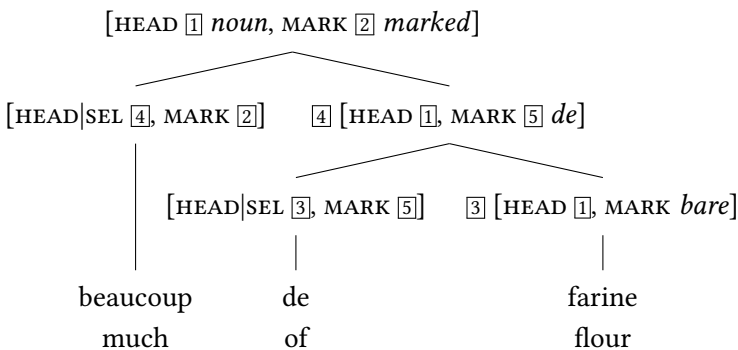 [HEAD 1 noun, MARK 2 marked]
[HEAD|SEL 4, MARK 2] 4 [HEAD 1, MARK 5 de]
[HEAD|SEL 3, MARK 5] 3 [HEAD 1, MARK bare]
beaucoup de farine
much of flour